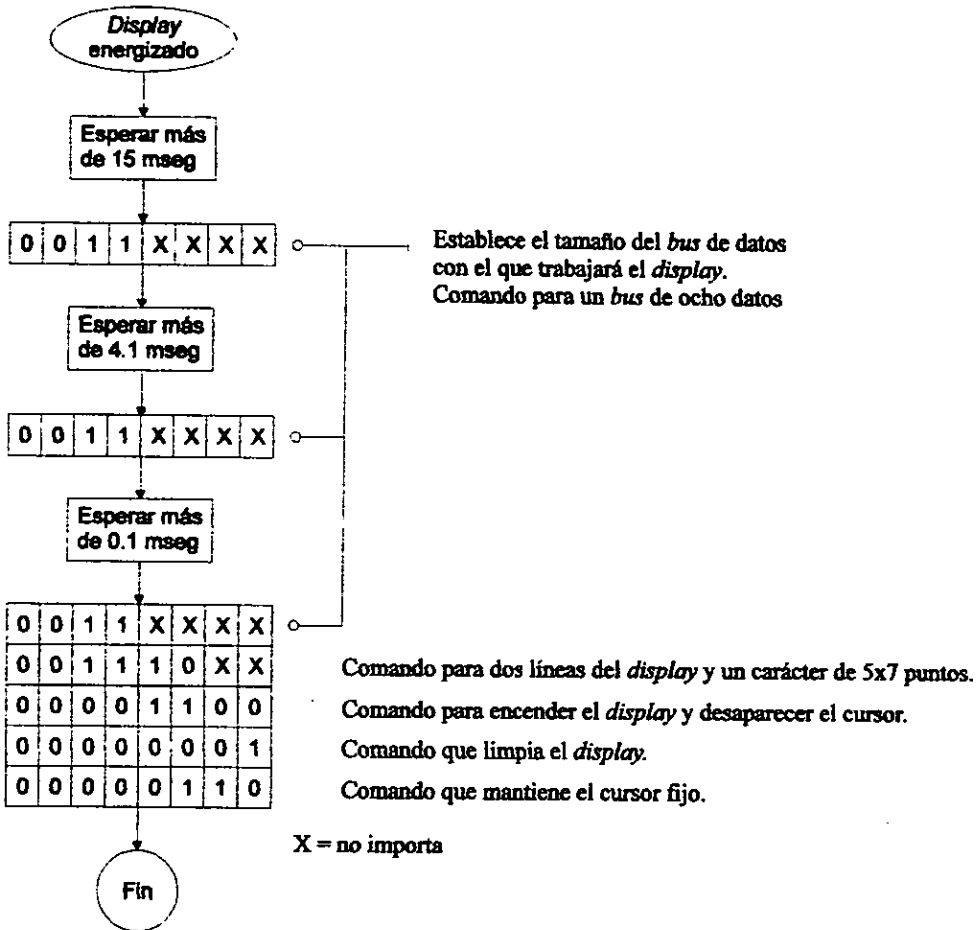 Display
energizado
Esperar más
de 15 mseg
0 0 1 1 X X X X
Establece el tamaño del bus de datos
con el que trabajará el display.
Comando para un bus de ocho datos
Esperar más
de 4.1 mseg
0 0 1 1 X X X X
Esperar más
de 0.1 mseg
0 0 1 1 X X X X
0 0 1 1 1 0 X X
Comando para dos líneas del display y un carácter de 5x7 puntos.
0 0 0 0 1 1 0 0
Comando para encender el display y desaparecer el cursor.
0 0 0 0 0 0 0 1
Comando que limpia el display.
0 0 0 0 0 1 1 0
Comando que mantiene el cursor fijo.
X = no importa
Fin